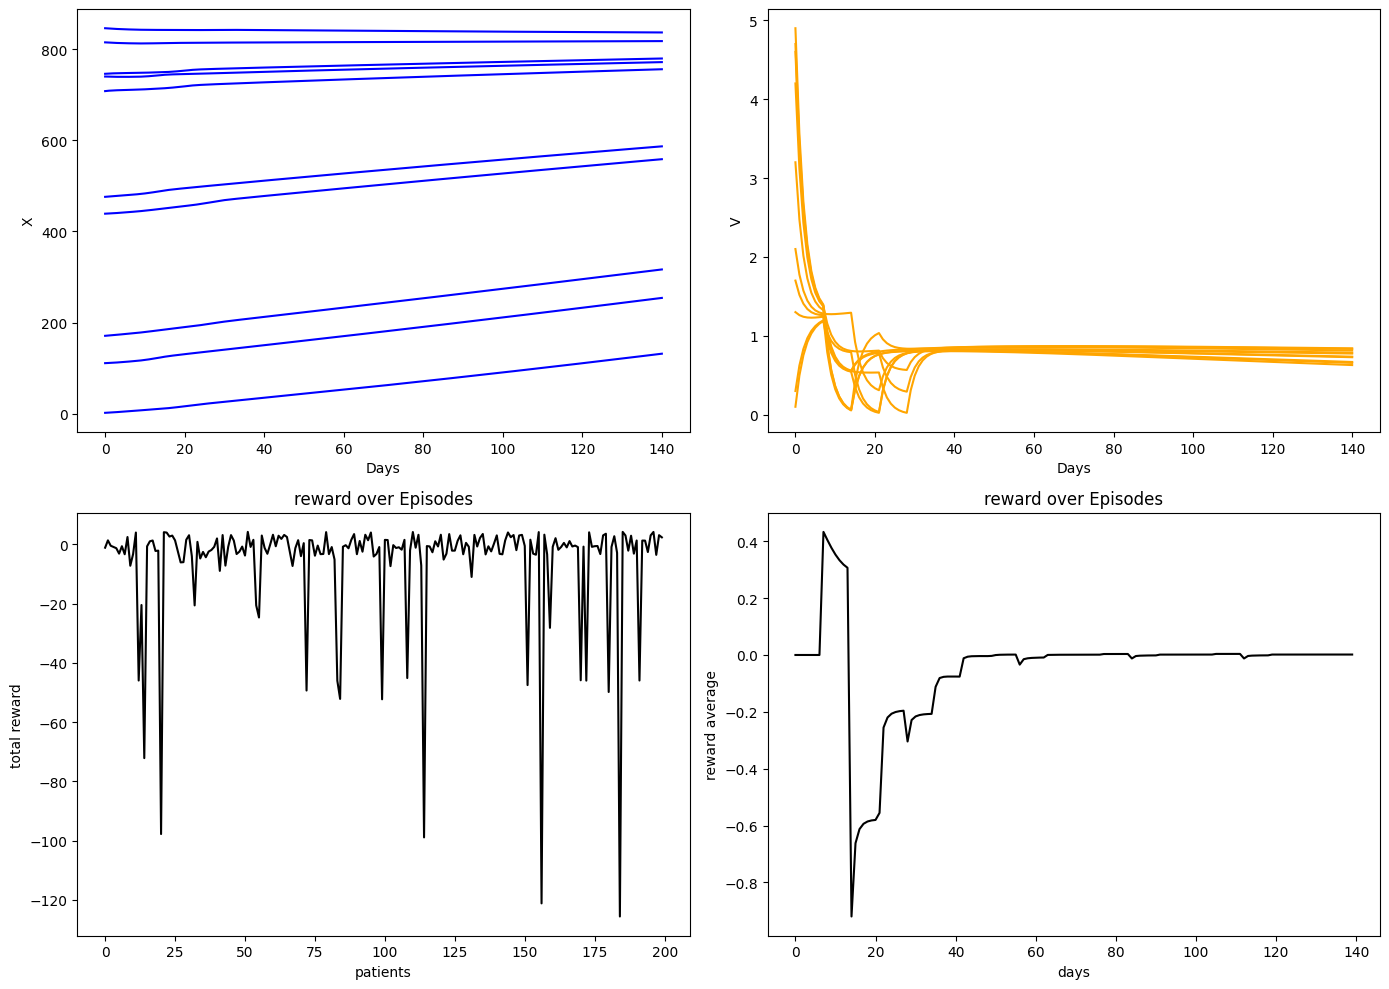 800
600
400
200
0
X
0 20 40 60 80 100 120 140
Days
5
4
3
2
1
0
V
0 20 40 60 80 100 120 140
Days
reward over Episodes
0
−20
−40
−60
−80
−100
−120
total reward
0 25 50 75 100 125 150 175 200
patients
reward over Episodes
0.4
0.2
0.0
−0.2
−0.4
−0.6
−0.8
reward average
0 20 40 60 80 100 120 140
days